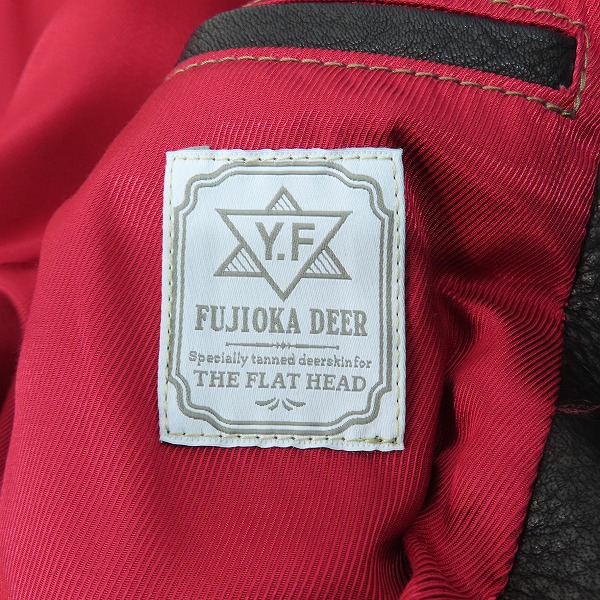 Y.F
FUJIOKA DEER
Specially tanned deerskin for
THE FLAT HEAD